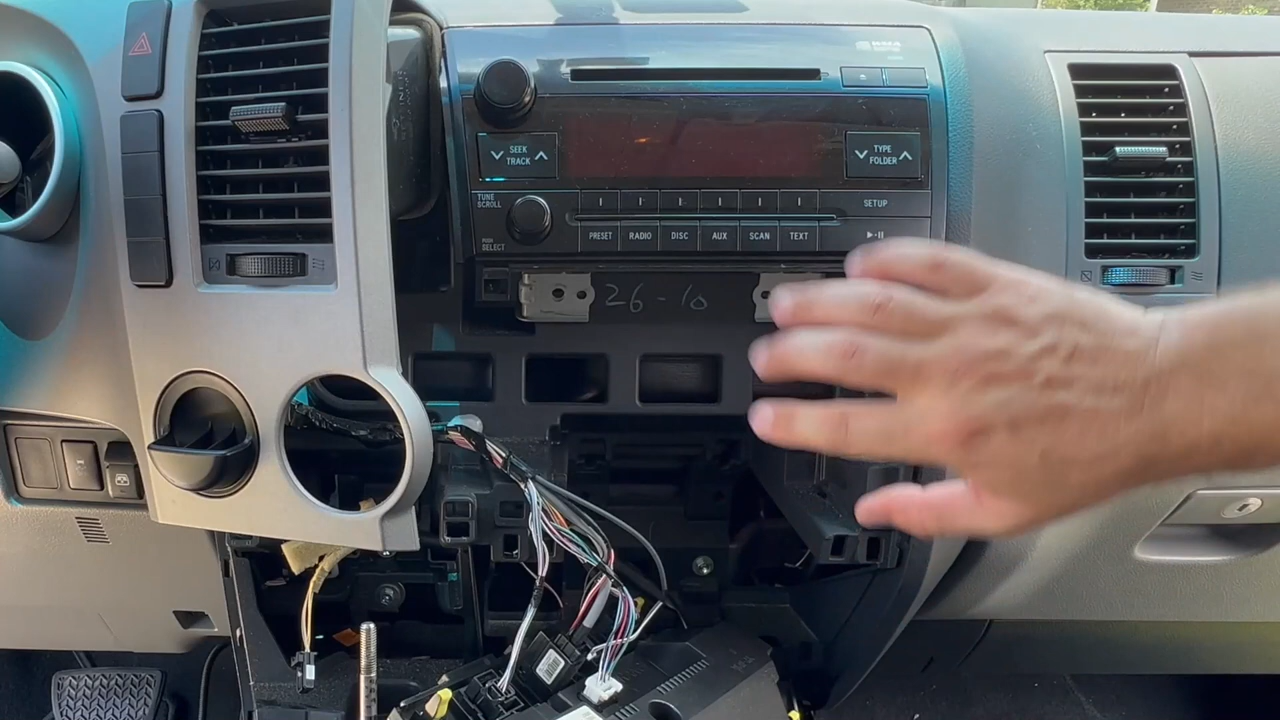 SEEK
TRACK
TYPE
FOLDER
TUNE
SCROLL
SETUP
PUSH
SELECT
PRESET
RADIO
DISC
AUX
SCAN
TEXT
26-10